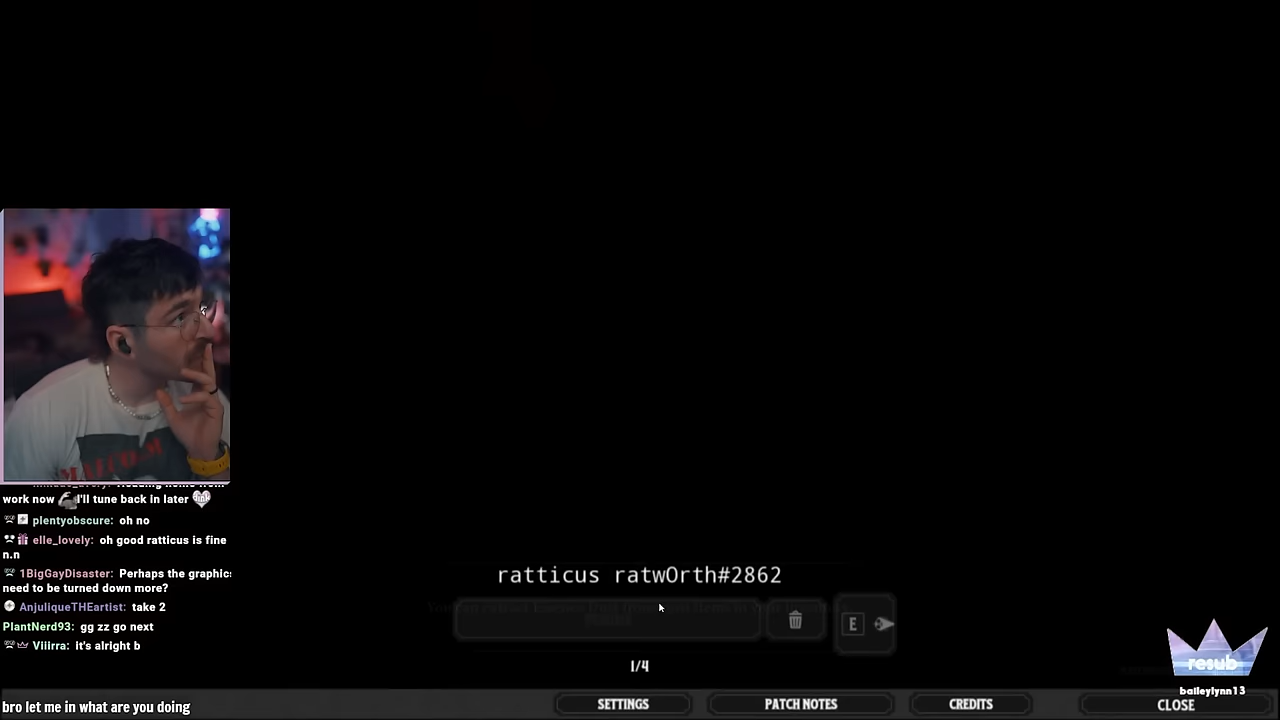 work now I'll tune back in later
plentyobscure: oh no
elle_lovely: oh good ratticus is fine
n.n
1BigGayDisaster: Perhaps the graphics
need to be turned down more?
AnjuliqueTHEartist: take 2
PlantNerd93: gg zz go next
VIIirra: It's alright b
bro let me in what are you doing
ratticus ratwOrth#2862
E
1/4
SETTINGS
PATCH NOTES
CREDITS
CLOSE
resub
baileylynn13